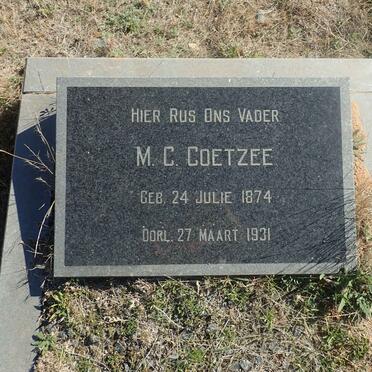 HIER RUS ONS VADER
M. C. COETZEE
GEB. 24 JULIE 1874
OORL. 27 MAART 1931